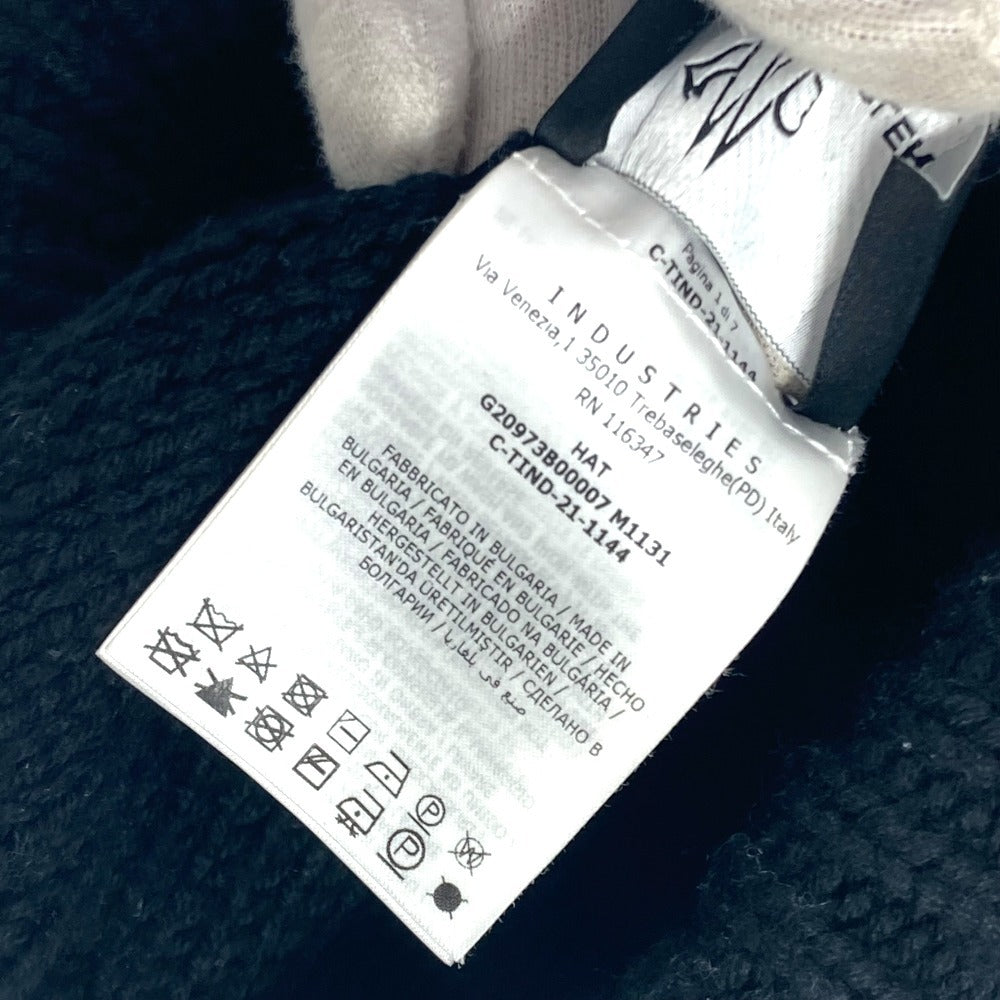 Pagina 1 di 7
C-TIND-21-1144
INDUSTRIES
Via Venezia,1 35010 Trebaseleghe(PD) Italy
RN 116347
HAT
G20973B00007 M1131
C-TIND-21-1144
FABBRICATO IN BULGARIA / MADE IN
BULGARIA / FABRIQUE EN BULGARIE / HECHO
EN BULGARIA / FABRICADO NA BULGÁRIA /
HERGESTELLT IN BULGARIEN /
BULGARISTAN'DA ÜRETILMIŞTIR / СДЕЛАНО В
БОЛГАРИИ / صنع في بلغاريا
P
W
P